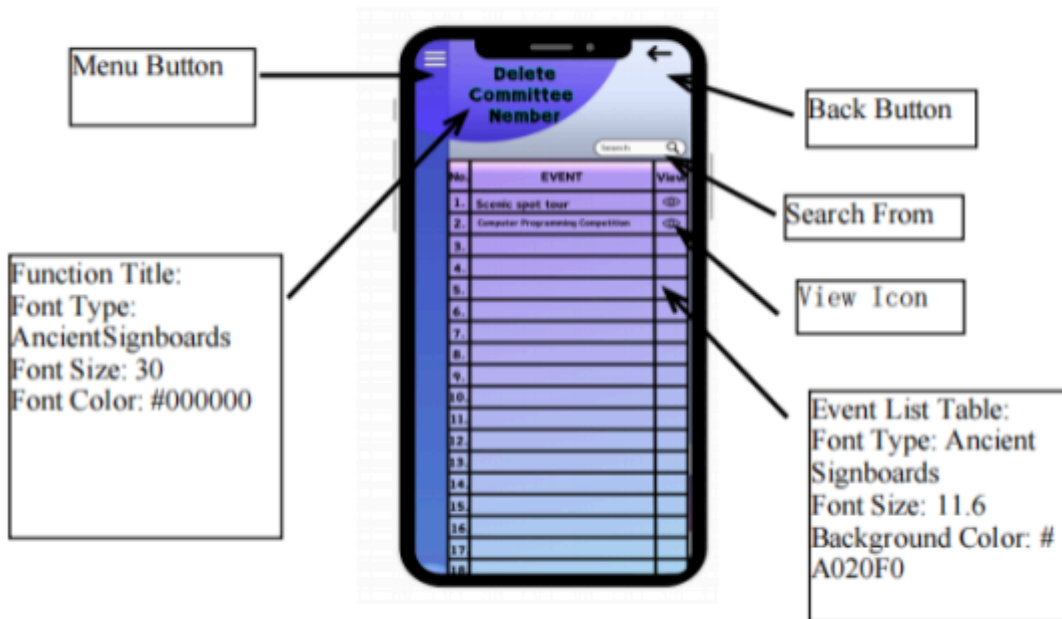 Menu Button
Delete
Committee
Nember
Back Button
Search
Search From
No. EVENT View
1. Scenic spot tour
2. Computer Programming Competition
3.
4.
5.
6.
7.
8.
9.
10.
11.
12.
13.
14.
15.
16
17
18
View Icon
Function Title:
Font Type:
AncientSignboards
Font Size: 30
Font Color: #000000
Event List Table:
Font Type: Ancient
Signboards
Font Size: 11.6
Background Color: #
A020F0